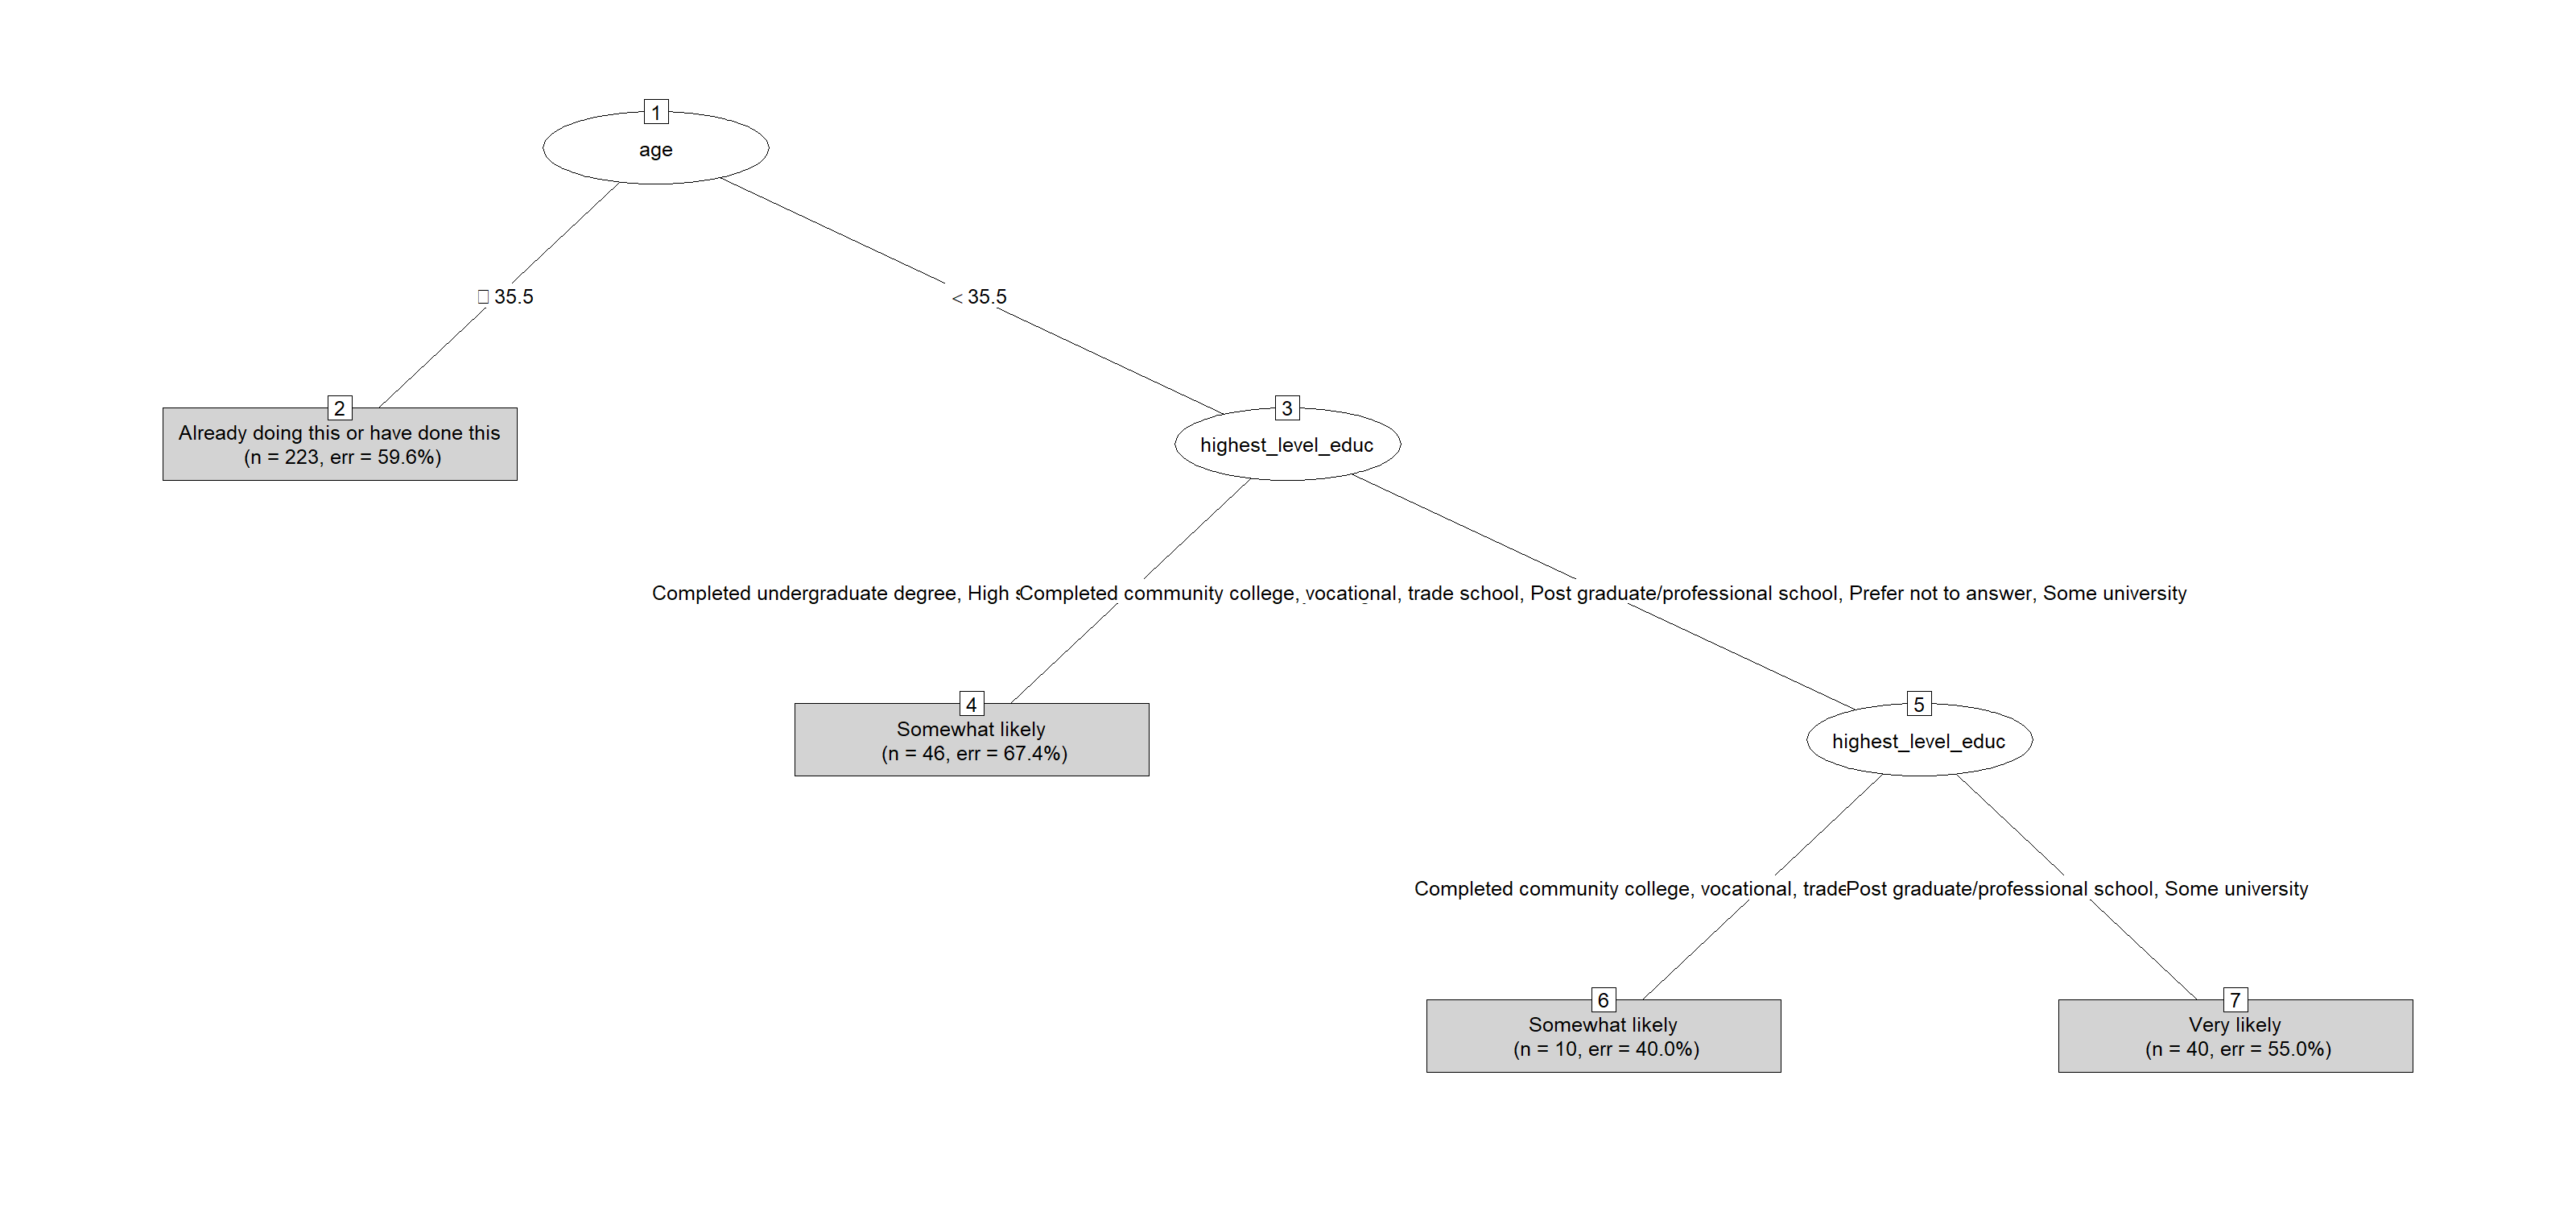 1
age
35.5
< 35.5
2
Already doing this or have done this
(n = 223, err = 59.6%)
3
highest_level_educ
Completed undergraduate degree, High
Completed community college, vocational, trade school, Post graduate/professional school, Prefer not to answer, Some university
4
Somewhat likely
(n = 46, err = 67.4%)
5
highest_level_educ
Completed community college, vocational, trade
Post graduate/professional school, Some university
6
Somewhat likely
(n = 10, err = 40.0%)
7
Very likely
(n = 40, err = 55.0%)